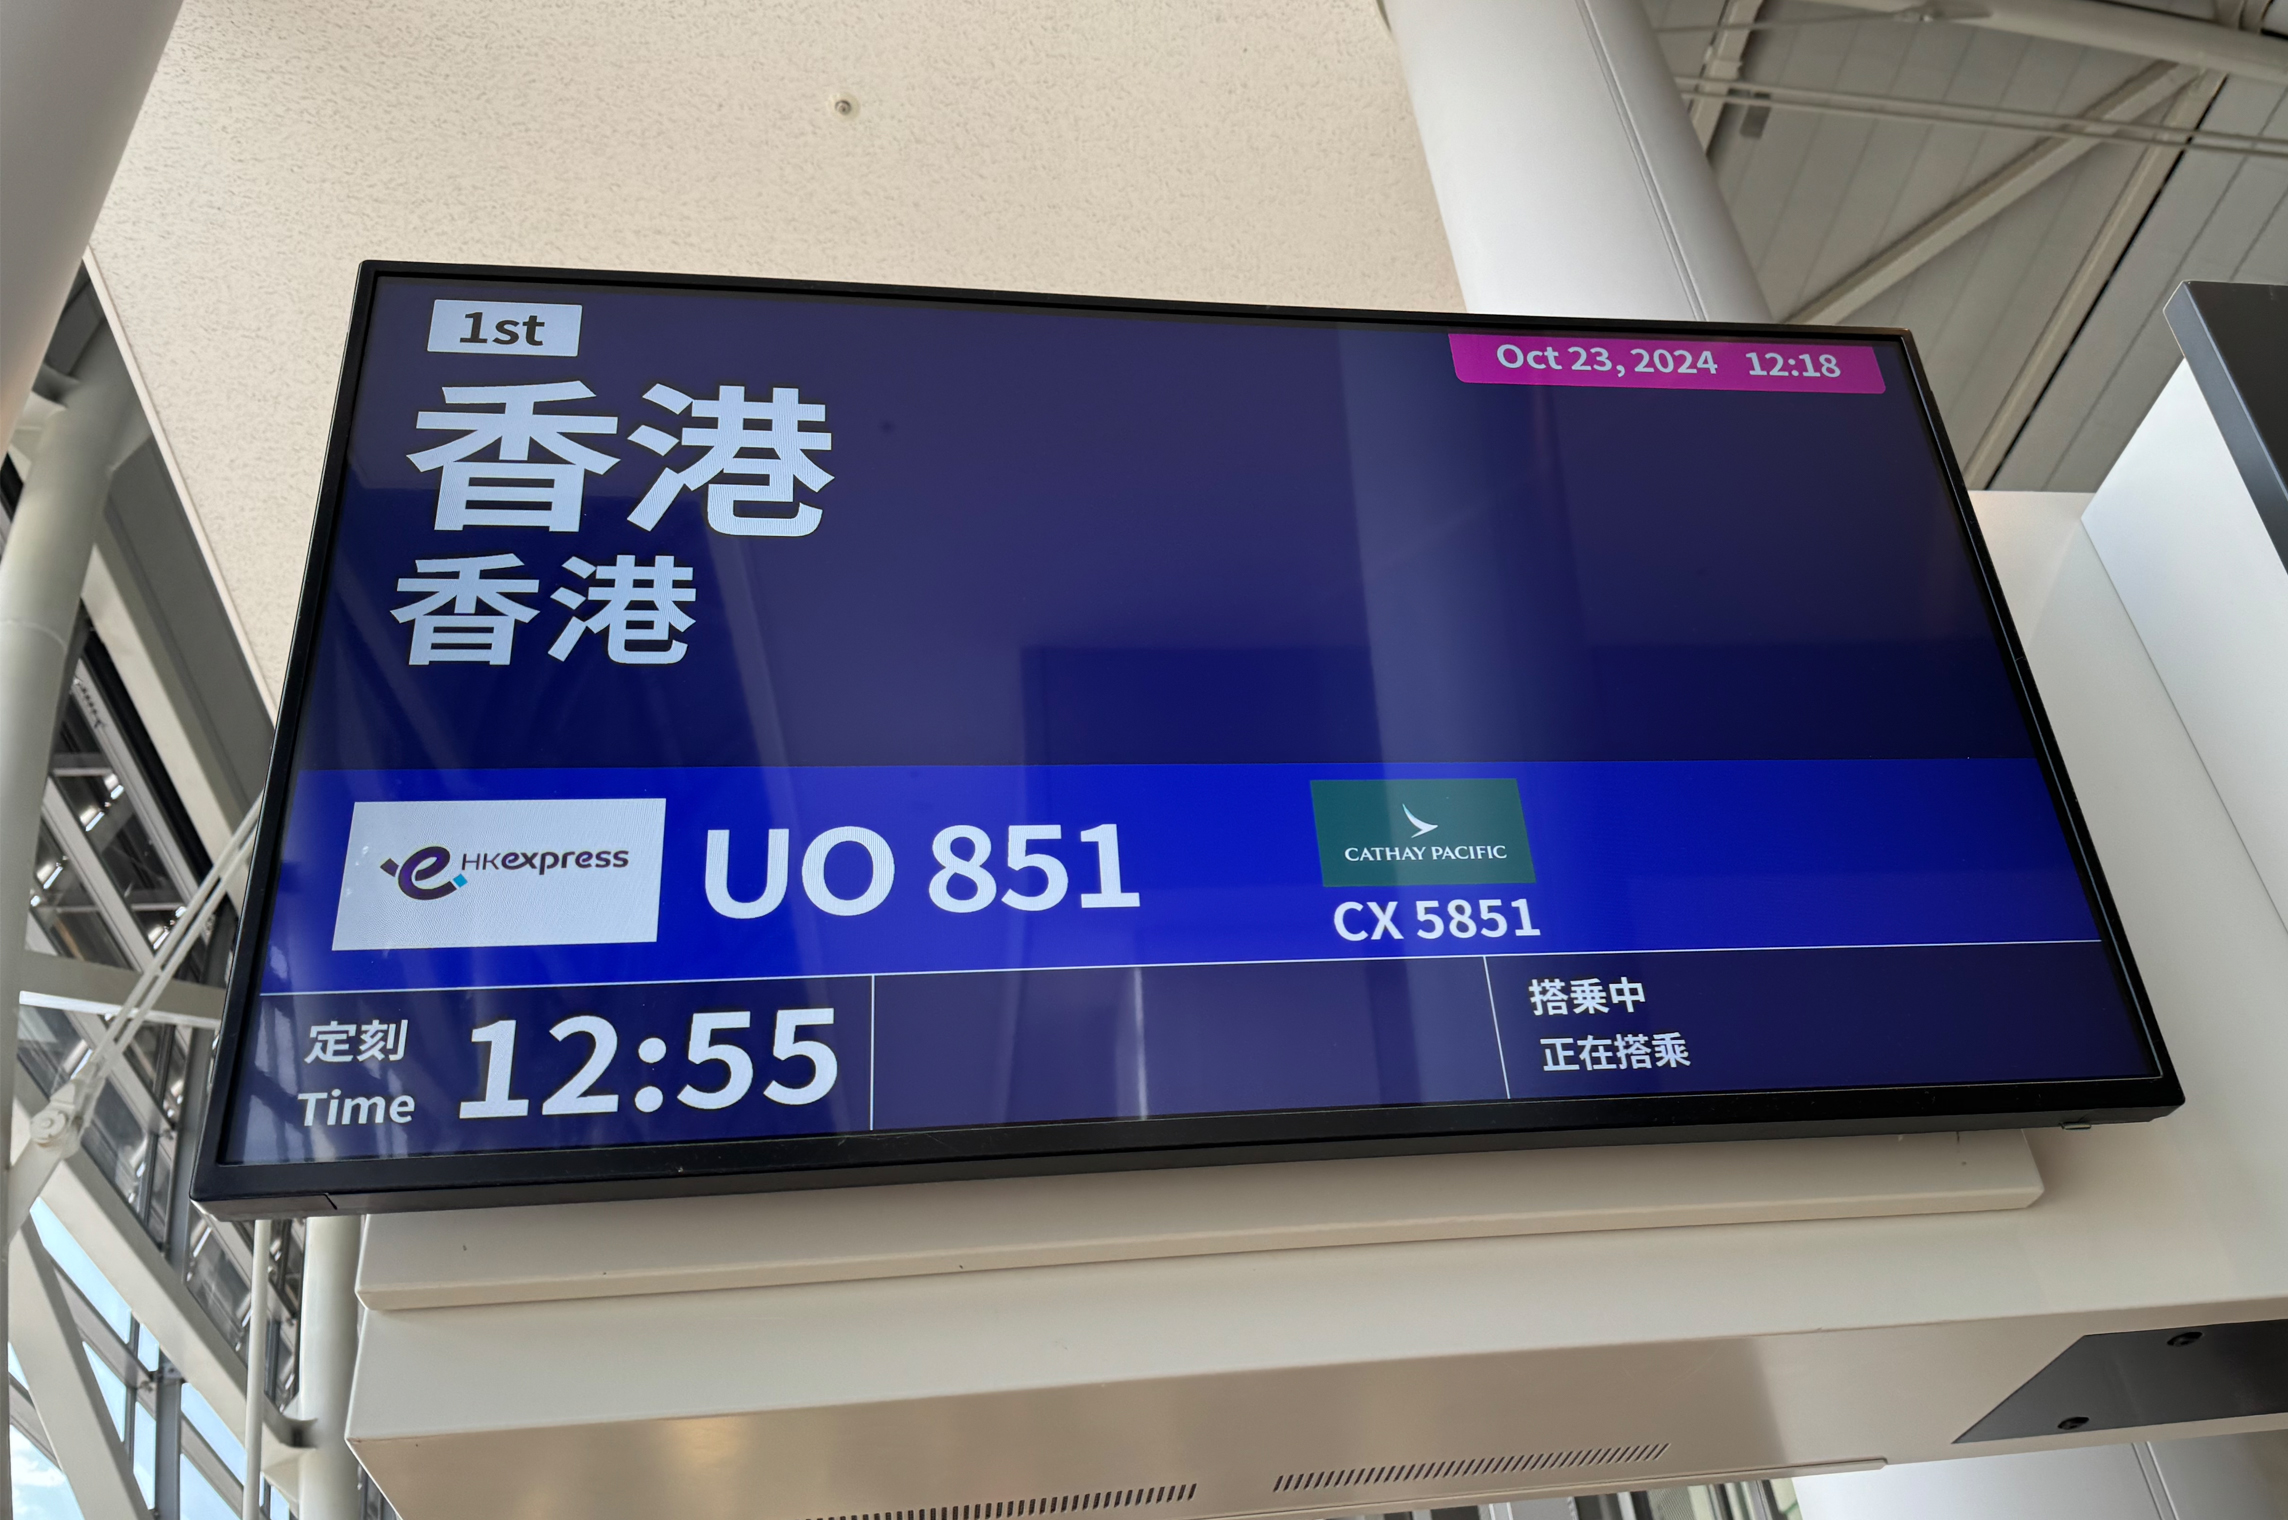 1st
Oct 23, 2024 12:18
香港
香港
HKexpress
UO 851
CATHAY PACIFIC
CX 5851
定刻
Time
12:55
搭乗中
正在搭乘